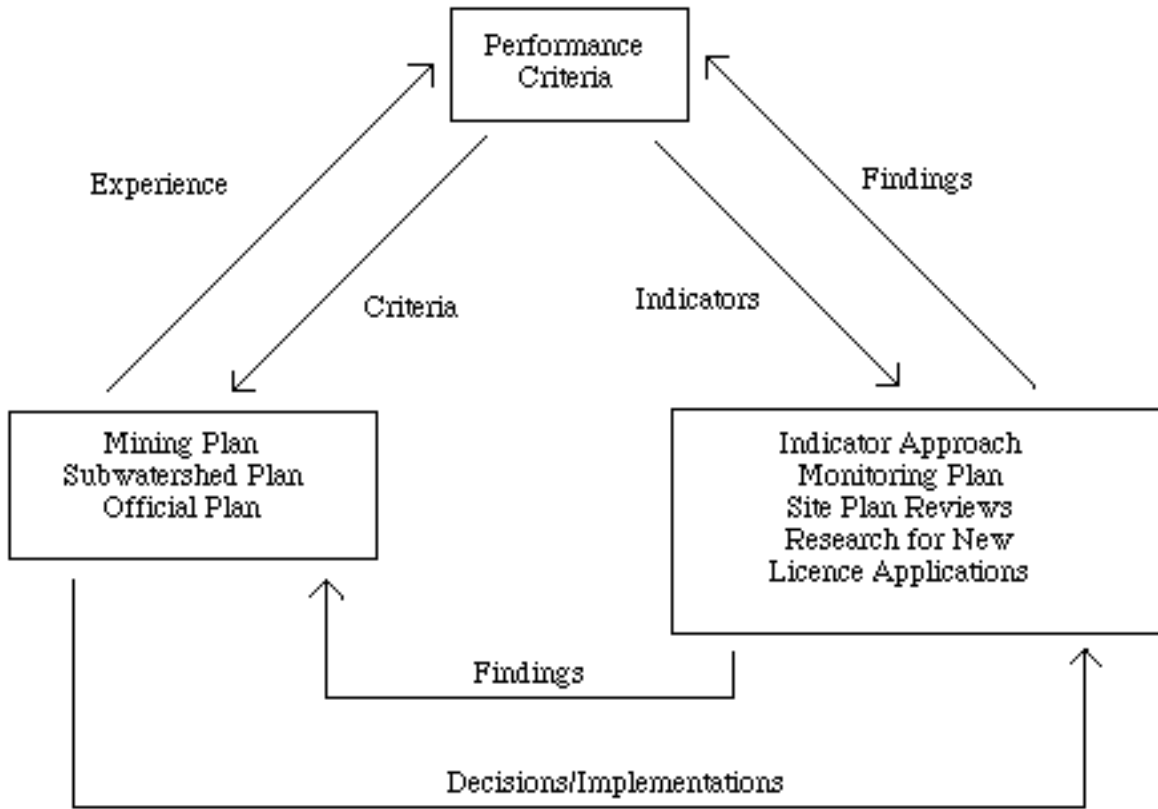 Performance
Criteria
Experience
Findings
Criteria
Indicators
Mining Plan
Subwatershed Plan
Official Plan
Indicator Approach
Monitoring Plan
Site Plan Reviews
Research for New
Licence Applications
Findings
Decisions/Implementations